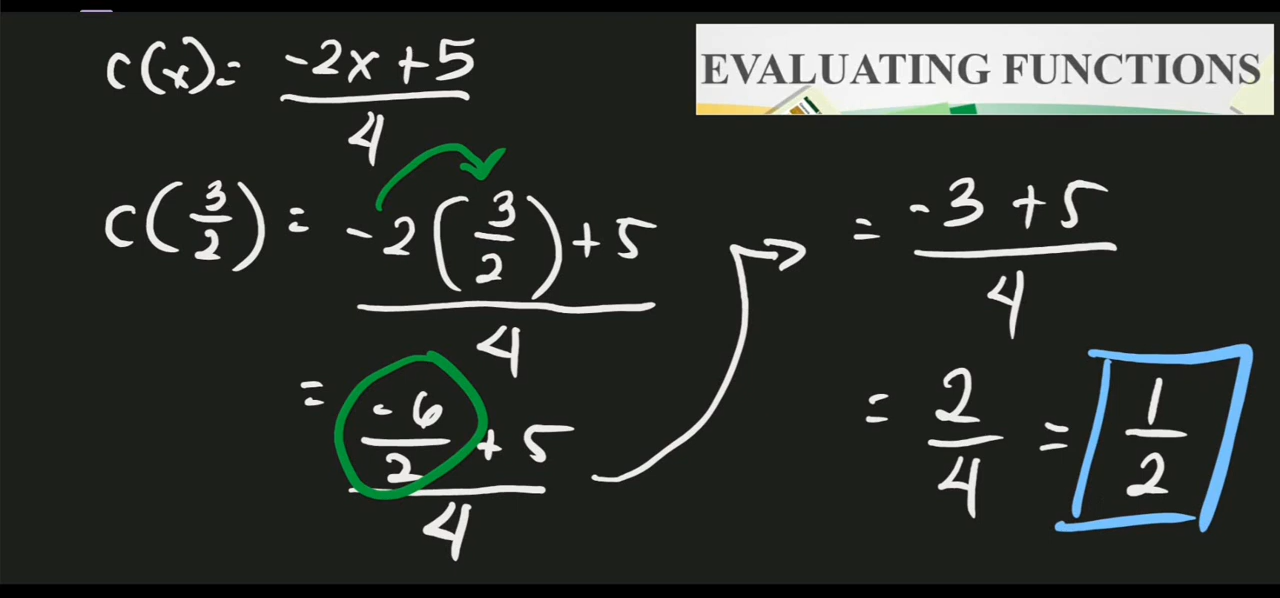 c(x) = (-2x + 5)/4
EVALUATING FUNCTIONS
c(3/2) = (-2(3/2) + 5)/4
= (-6/2 + 5)/4
= (-3 + 5)/4
= 2/4 = 1/2